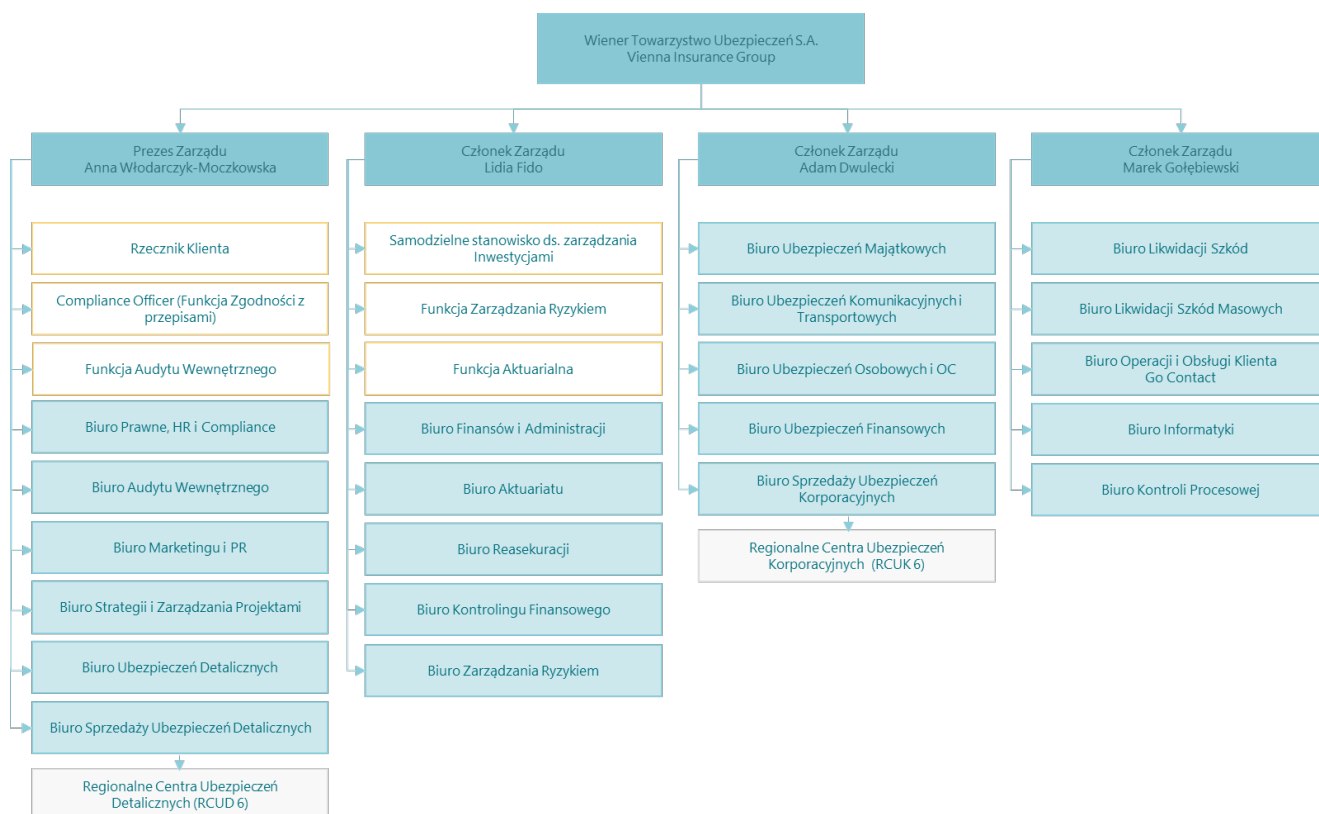 Wiener Towarzystwo Ubezpieczeń S.A.
Vienna Insurance Group
Prezes Zarządu
Anna Włodarczyk-Moczkowska
Rzecznik Klienta
Compliance Officer (Funkcja Zgodności z
przepisami)
Funkcja Audytu Wewnętrznego
Biuro Prawne, HR i Compliance
Biuro Audytu Wewnętrznego
Biuro Marketingu i PR
Biuro Strategii i Zarządzania Projektami
Biuro Ubezpieczeń Detalicznych
Biuro Sprzedaży Ubezpieczeń Detalicznych
Regionalne Centra Ubezpieczeń
Detalicznych (RCUD 6)
Członek Zarządu
Lidia Fido
Samodzielne stanowisko ds. zarządzania
Inwestycjami
Funkcja Zarządzania Ryzykiem
Funkcja Aktuarialna
Biuro Finansów i Administracji
Biuro Aktuariatu
Biuro Reasekuracji
Biuro Kontrolingu Finansowego
Biuro Zarządzania Ryzykiem
Członek Zarządu
Adam Dwulecki
Biuro Ubezpieczeń Majątkowych
Biuro Ubezpieczeń Komunikacyjnych i
Transportowych
Biuro Ubezpieczeń Osobowych i OC
Biuro Ubezpieczeń Finansowych
Biuro Sprzedaży Ubezpieczeń
Korporacyjnych
Regionalne Centra Ubezpieczeń
Korporacyjnych (RCUK 6)
Członek Zarządu
Marek Gołębiewski
Biuro Likwidacji Szkód
Biuro Likwidacji Szkód Masowych
Biuro Operacji i Obsługi Klienta
Go Contact
Biuro Informatyki
Biuro Kontroli Procesowej